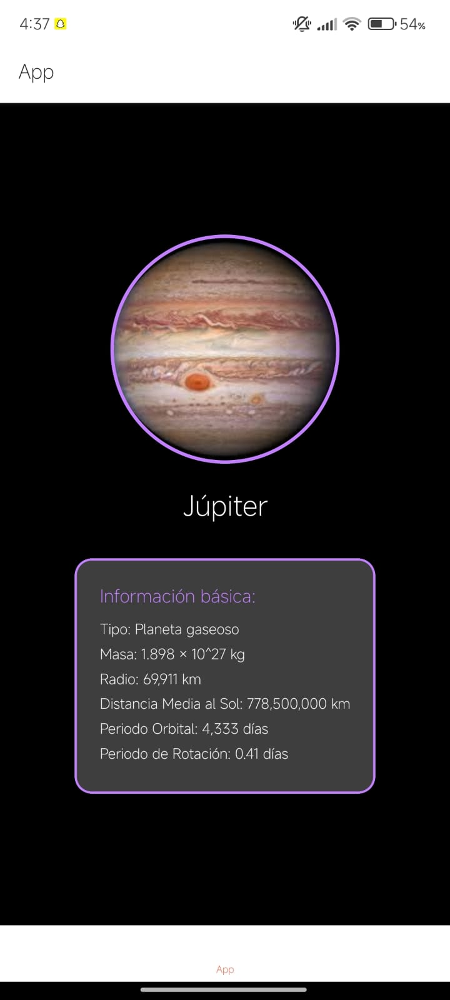 4:37
54%
App
Júpiter
Información básica:
Tipo: Planeta gaseoso
Masa: 1.898 × 10^27 kg
Radio: 69,911 km
Distancia Media al Sol: 778,500,000 km
Periodo Orbital: 4,333 días
Periodo de Rotación: 0.41 días
App